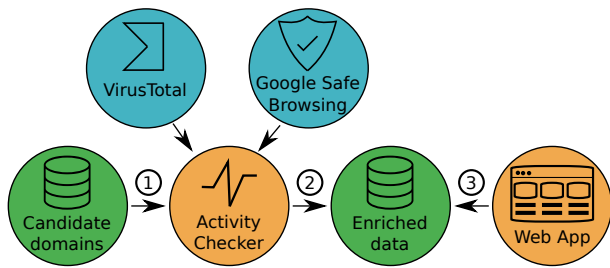 VirusTotal
Google Safe
Browsing
1
2
3
Candidate
domains
Activity
Checker
Enriched
data
Web App